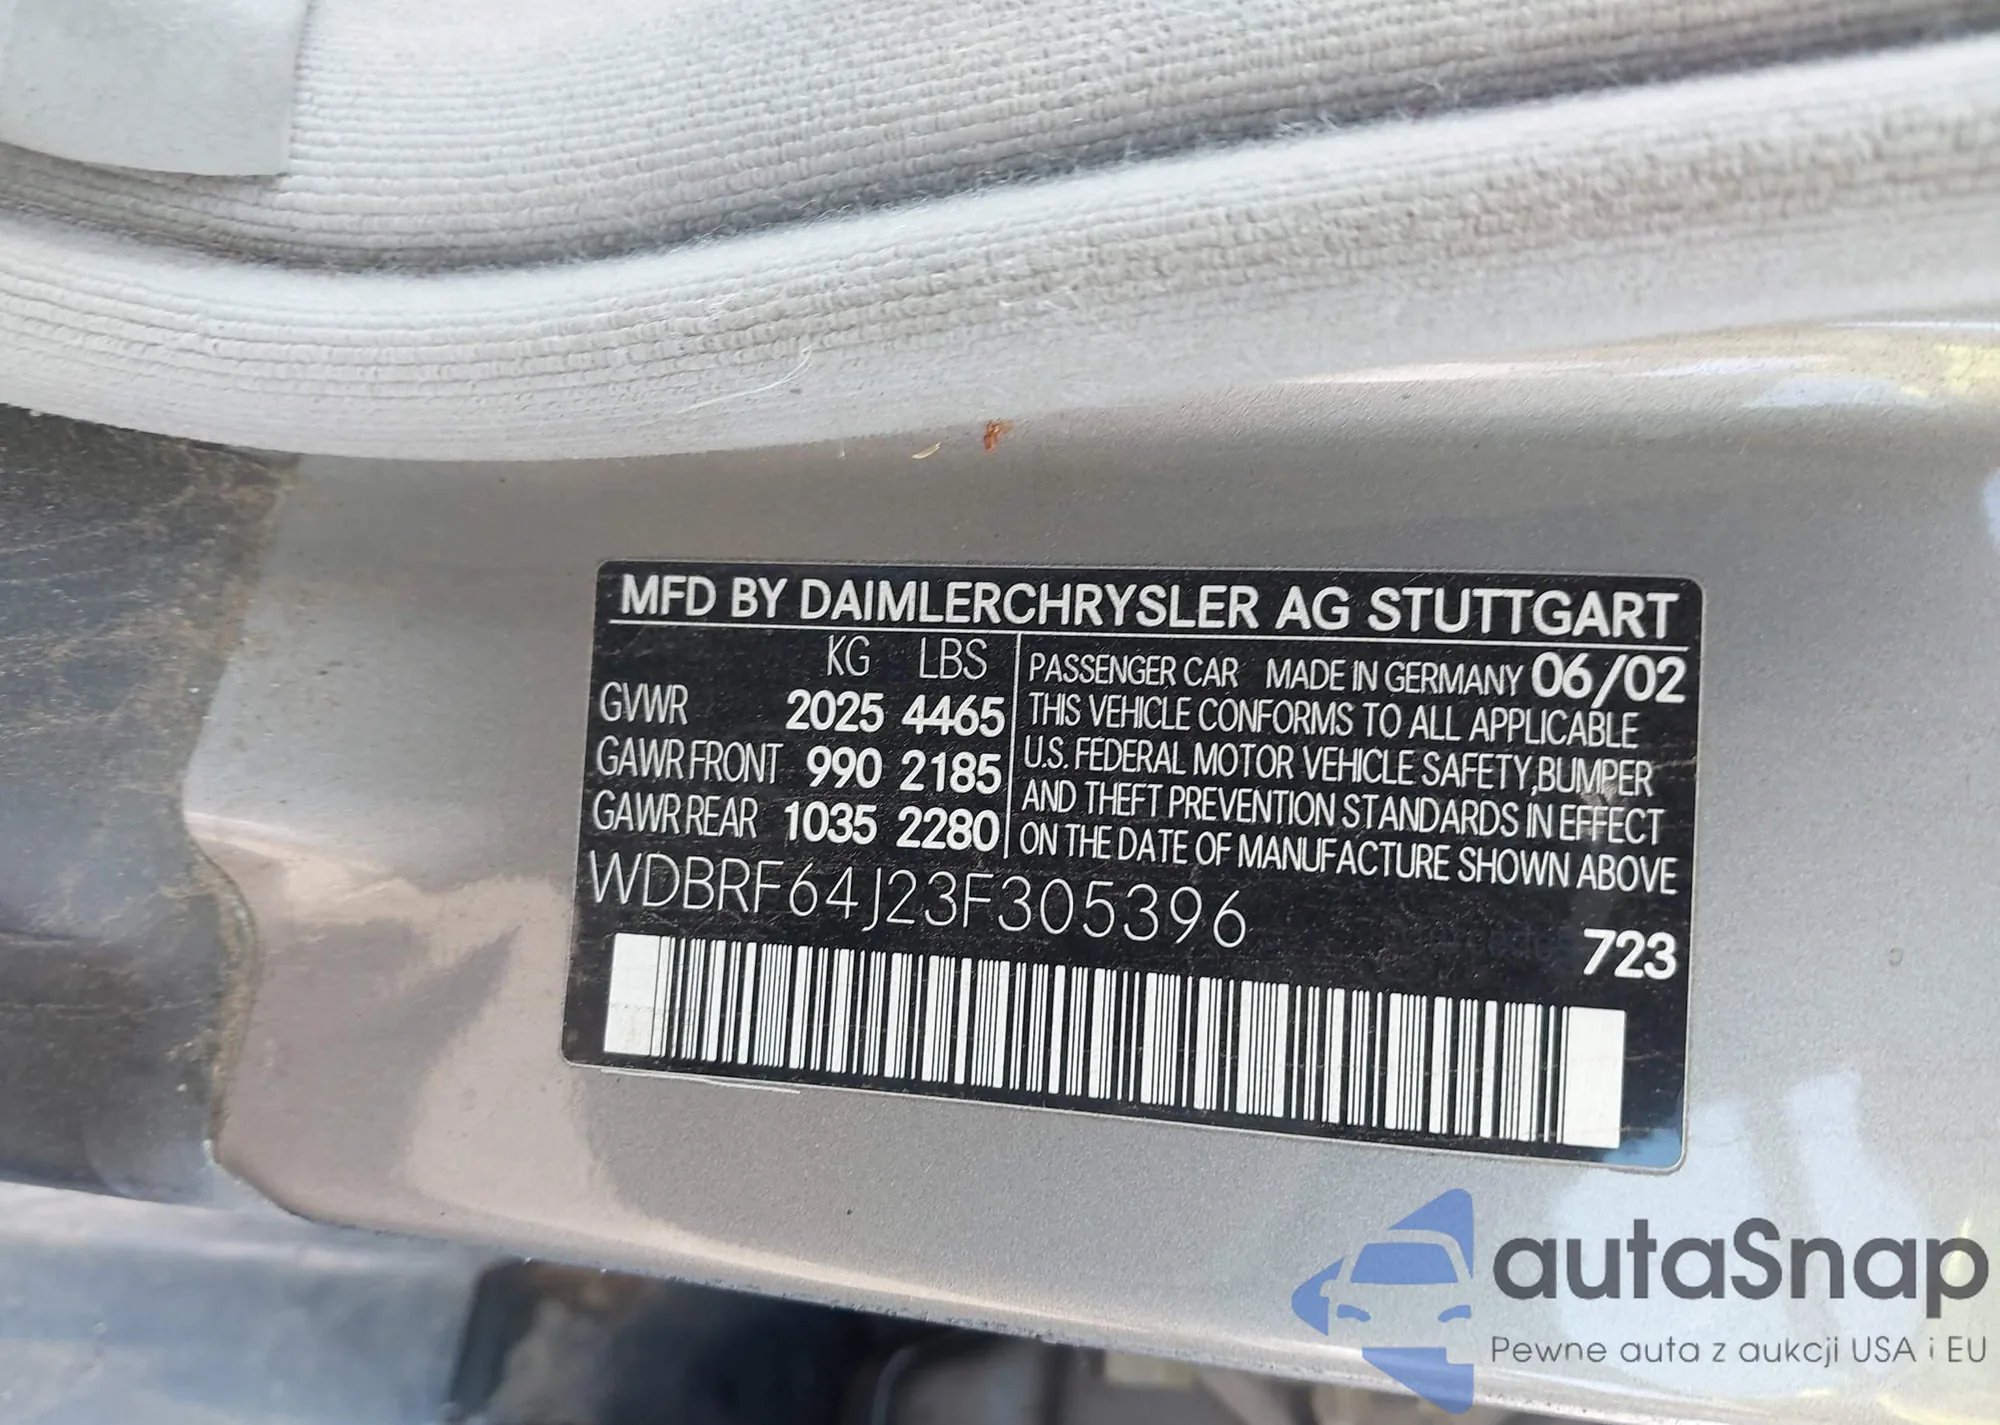 MFD BY DAIMLERCHRYSLER AG STUTTGART
KG LBS
GVWR 2025 4465
GAWR FRONT 990 2185
GAWR REAR 1035 2280
PASSENGER CAR MADE IN GERMANY 06/02
THIS VEHICLE CONFORMS TO ALL APPLICABLE
U.S. FEDERAL MOTOR VEHICLE SAFETY, BUMPER
AND THEFT PREVENTION STANDARDS IN EFFECT
ON THE DATE OF MANUFACTURE SHOWN ABOVE
WDBRF64J23F305396
723
autaSnap
Pewne auta z aukcji USA i EU